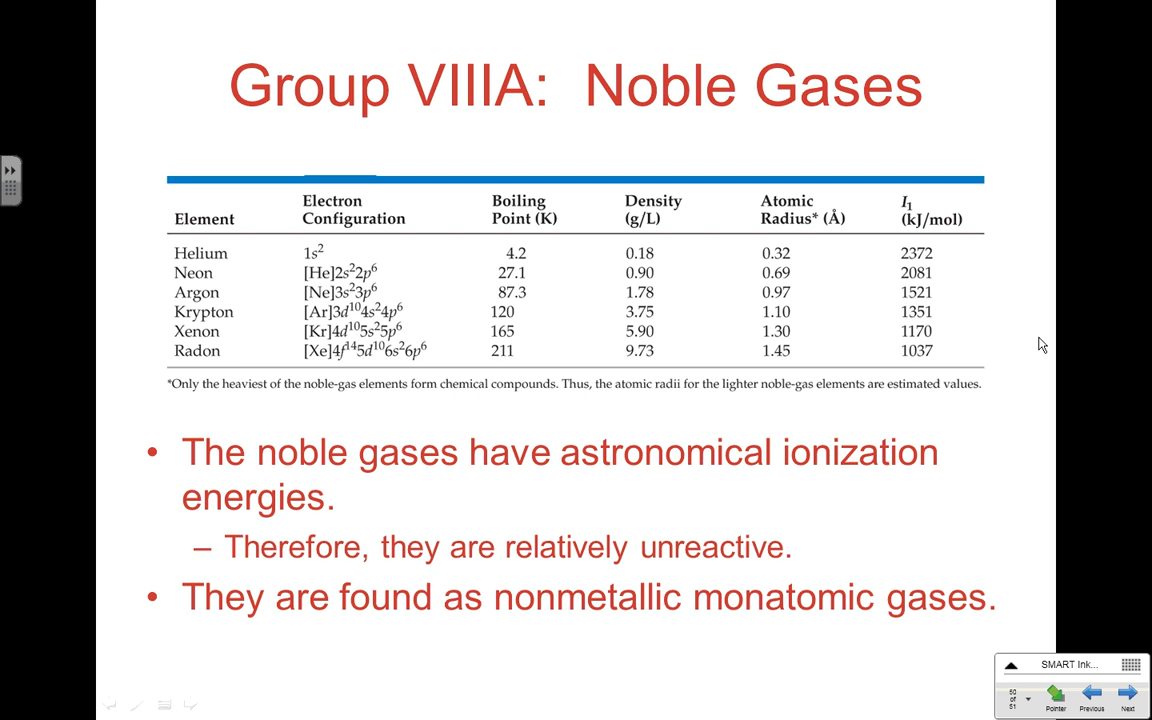 Group VIIIA: Noble Gases
Element Electron Configuration Boiling Point (K) Density (g/L) Atomic Radius* (Å) I₁ (kJ/mol)
Helium 1s² 4.2 0.18 0.32 2372
Neon [He]2s²2p⁶ 27.1 0.90 0.69 2081
Argon [Ne]3s²3p⁶ 87.3 1.78 0.97 1521
Krypton [Ar]3d¹⁰4s²4p⁶ 120 3.75 1.10 1351
Xenon [Kr]4d¹⁰5s²5p⁶ 165 5.90 1.30 1170
Radon [Xe]4f¹⁴5d¹⁰6s²6p⁶ 211 9.73 1.45 1037
*Only the heaviest of the noble-gas elements form chemical compounds. Thus, the atomic radii for the lighter noble-gas elements are estimated values.
• The noble gases have astronomical ionization
energies.
– Therefore, they are relatively unreactive.
• They are found as nonmetallic monatomic gases.
SMART Ink...
50
of
51
Pointer Previous Next